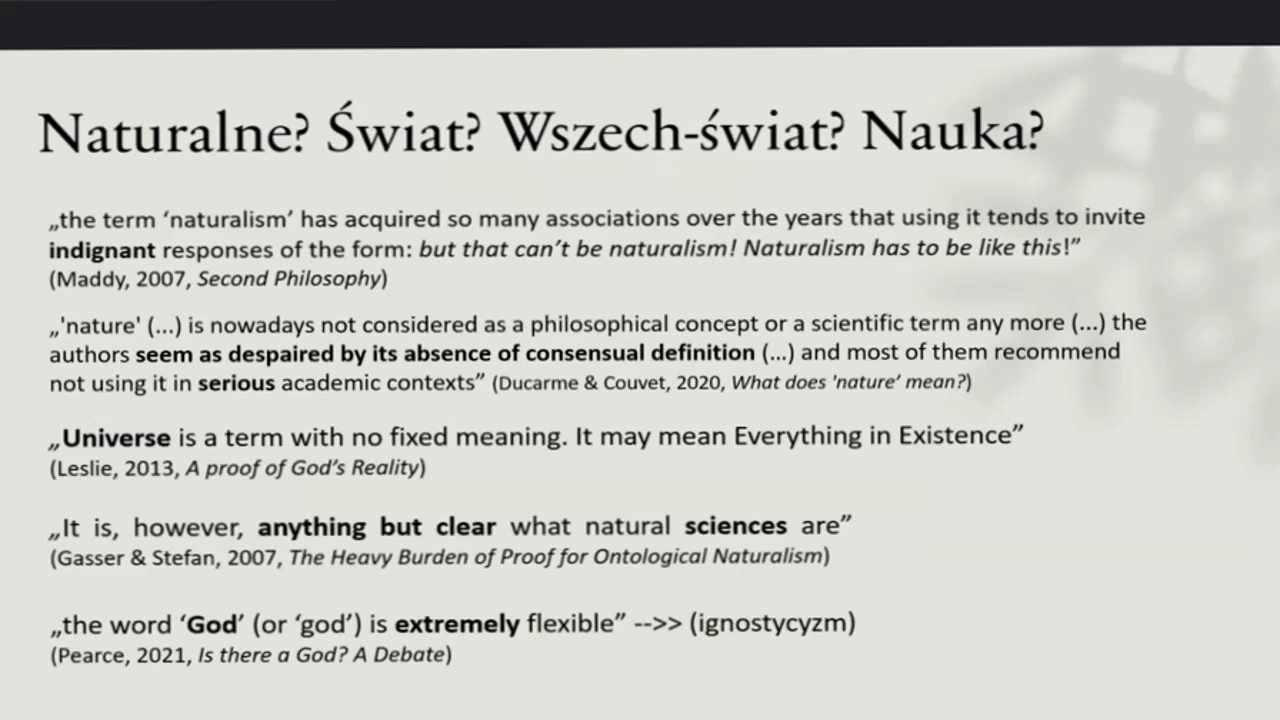 Naturalne? Świat? Wszech-świat? Nauka?
„the term ‘naturalism’ has acquired so many associations over the years that using it tends to invite
indignant responses of the form: but that can’t be naturalism! Naturalism has to be like this!”
(Maddy, 2007, Second Philosophy)
„'nature' (...) is nowadays not considered as a philosophical concept or a scientific term any more (...) the
authors seem as despaired by its absence of consensual definition (...) and most of them recommend
not using it in serious academic contexts” (Ducarme & Couvet, 2020, What does 'nature’ mean?)
„Universe is a term with no fixed meaning. It may mean Everything in Existence”
(Leslie, 2013, A proof of God’s Reality)
„It is, however, anything but clear what natural sciences are”
(Gasser & Stefan, 2007, The Heavy Burden of Proof for Ontological Naturalism)
„the word ‘God’ (or ‘god’) is extremely flexible” -->> (ignostycyzm)
(Pearce, 2021, Is there a God? A Debate)